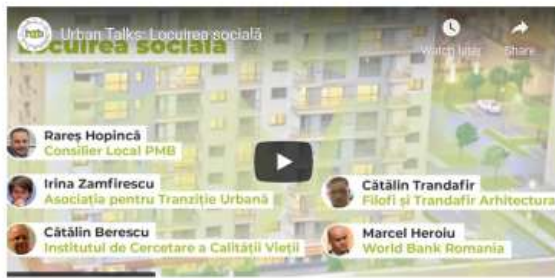 Urban Talks: Locuirea socială
Watch later
Share
Locuirea socială
Rareș Hopincă
Consilier Local PMB
Irina Zamfirescu
Asociația pentru Tranziție Urbană
Cătălin Berescu
Institutul de Cercetare a Calității Vieții
Cătălin Trandafir
Filofi și Trandafir Arhitectura
Marcel Heroiu
World Bank Romania